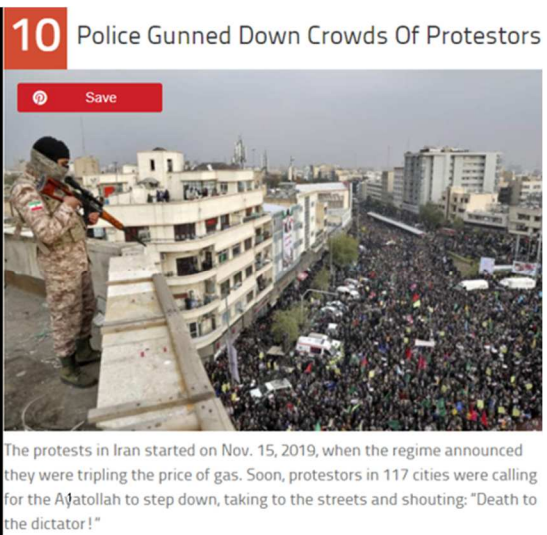 10 Police Gunned Down Crowds Of Protestors
Save
The protests in Iran started on Nov. 15, 2019, when the regime announced
they were tripling the price of gas. Soon, protestors in 117 cities were calling
for the Ayatollah to step down, taking to the streets and shouting: “Death to
the dictator!”